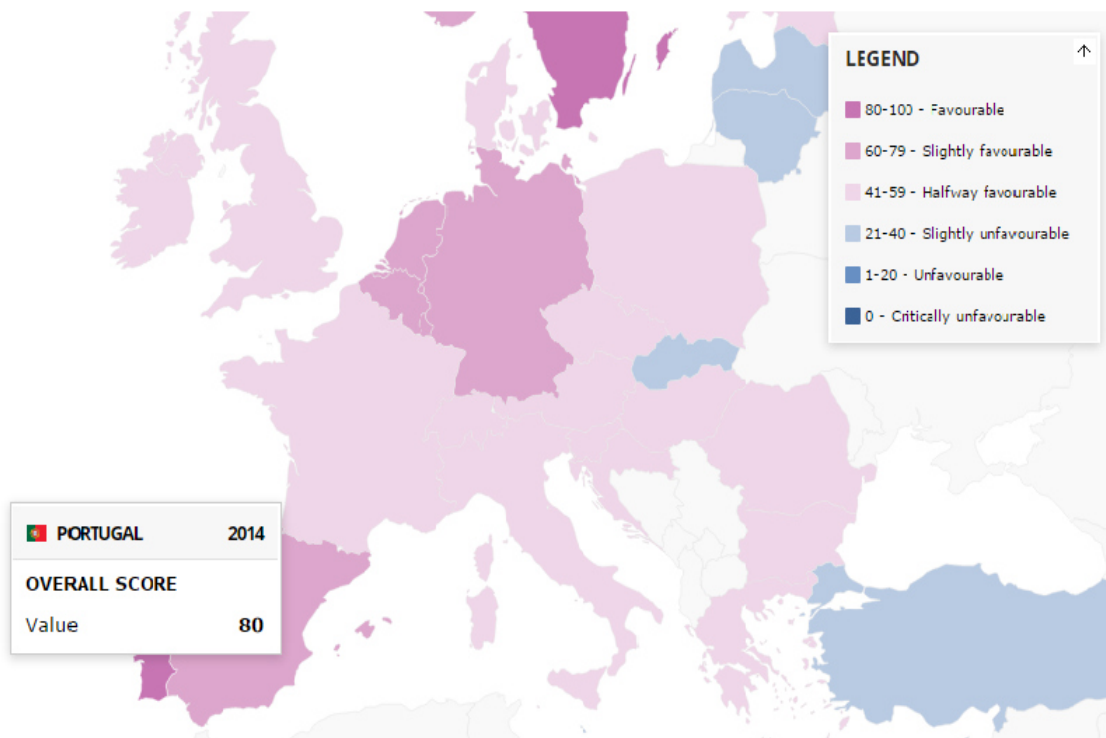 LEGEND
80-100 - Favourable
60-79 - Slightly favourable
41-59 - Halfway favourable
21-40 - Slightly unfavourable
1-20 - Unfavourable
0 - Critically unfavourable
PORTUGAL 2014
OVERALL SCORE
Value 80